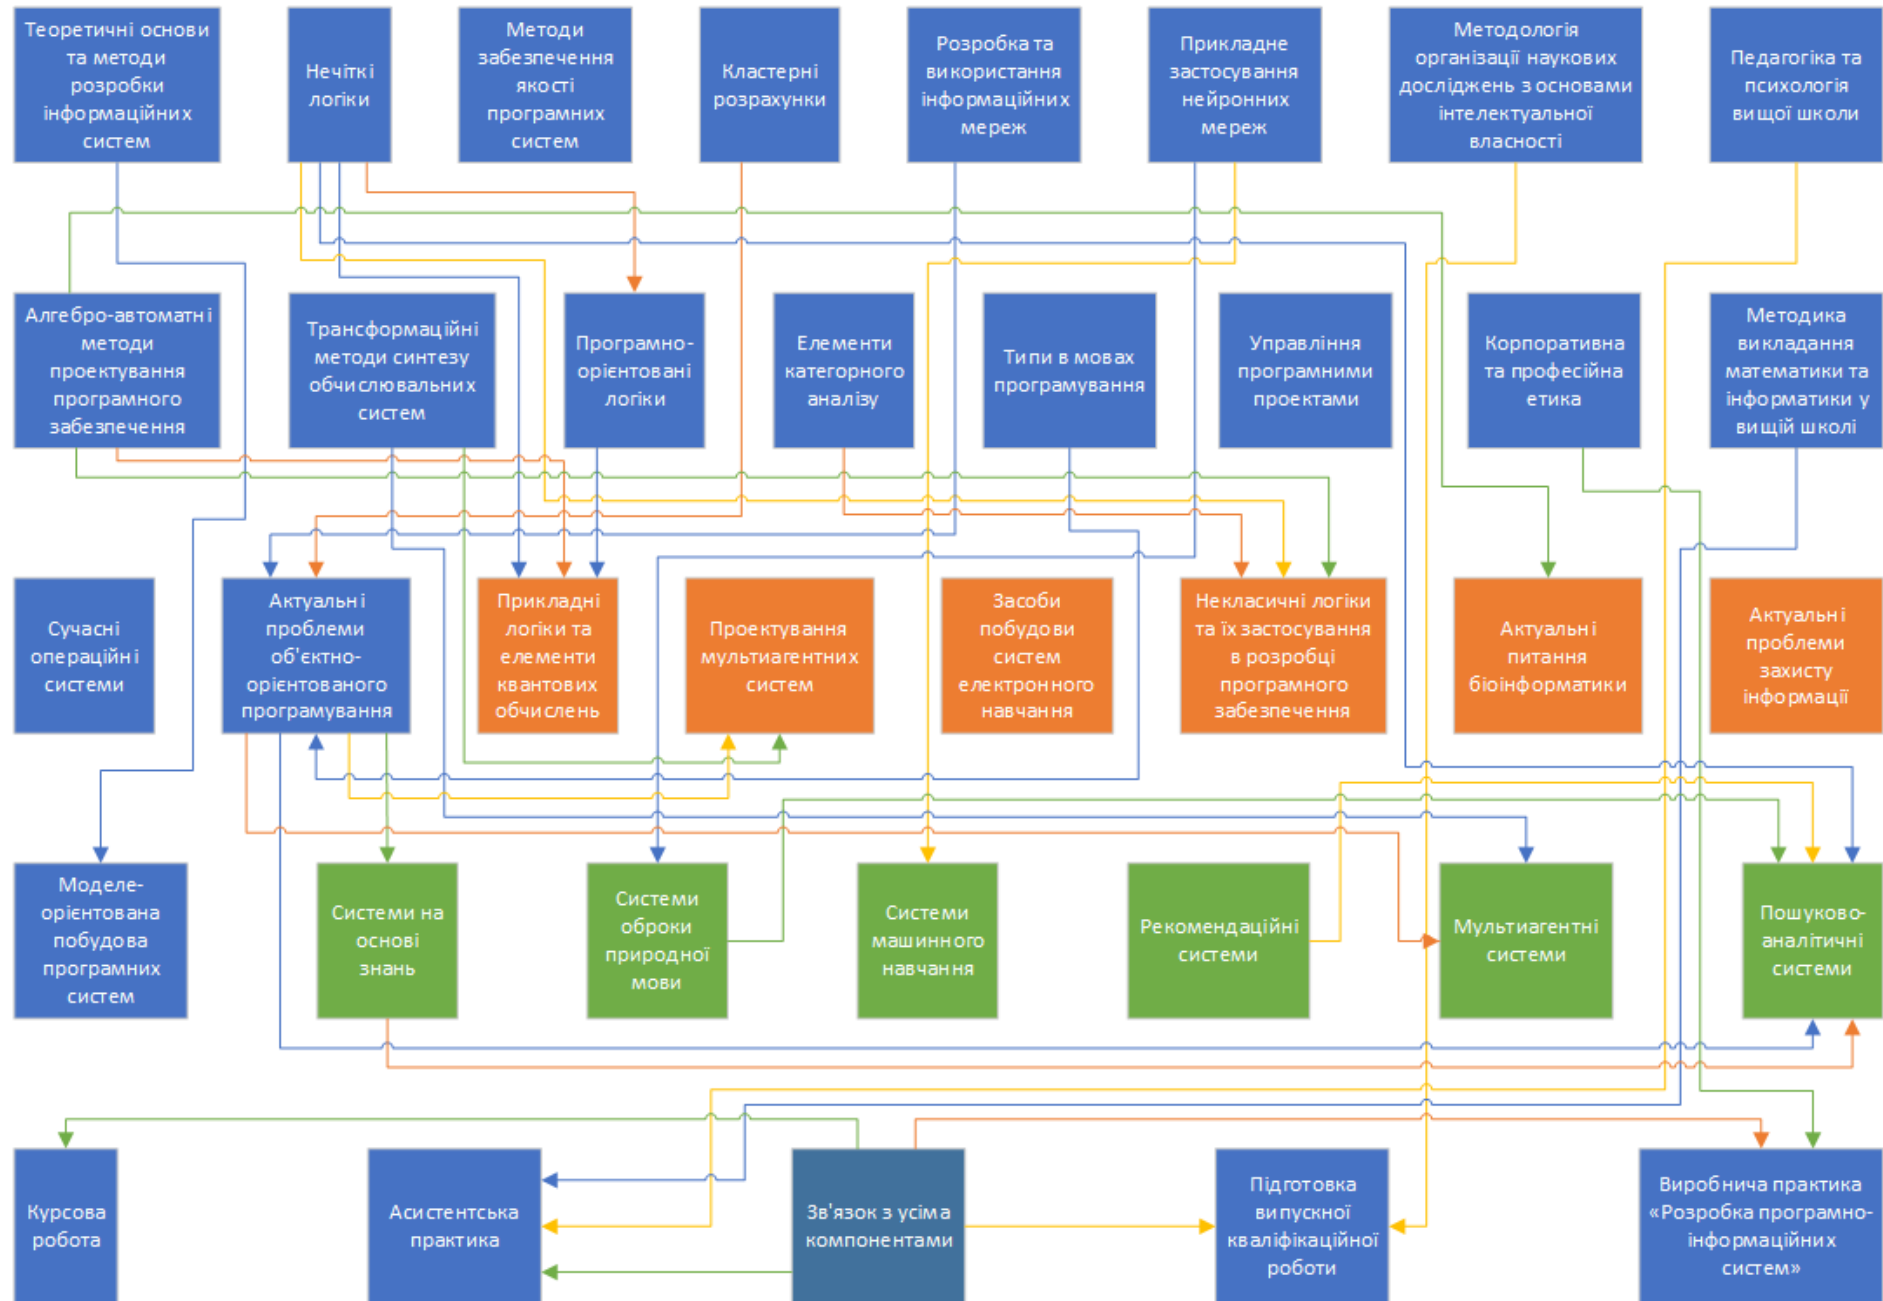 Теоретичні основи
та методи
розробки
інформаційних
систем
Нечіткі
логіки
Методи
забезпечення
якості
програмних
систем
Кластерні
розрахунки
Розробка та
використання
інформаційних
мереж
Прикладне
застосування
нейронних
мереж
Методологія
організації наукових
досліджень з основами
інтелектуальної
власності
Педагогіка та
психологія
вищої школи
Алгебро-автоматні
методи
проектування
програмного
забезпечення
Трансформаційні
методи синтезу
обчислювальних
систем
Програмно-
орієнтовані
логіки
Елементи
категорного
аналізу
Типи в мовах
програмування
Управління
програмними
проектами
Корпоративна
та професійна
етика
Методика
викладання
математики та
інформатики у
вищій школі
Сучасні
операційні
системи
Актуальні
проблеми
об'єктно-
орієнтованого
програмування
Прикладні
логіки та
елементи
квантових
обчислень
Проектування
мультиагентних
систем
Засоби
побудови
систем
електронного
навчання
Некласичні логіки
та їх застосування
в розробці
програмного
забезпечення
Актуальні
питання
біоінформатики
Актуальні
проблеми
захисту
інформації
Моделе-
орієнтована
побудова
програмних
систем
Системи на
основі
знань
Системи
оброки
природної
мови
Системи
машинного
навчання
Рекомендаційні
системи
Мультиагентні
системи
Пошуково-
аналітичні
системи
Курсова
робота
Асистентська
практика
Зв'язок з усіма
компонентами
Підготовка
випускної
кваліфікаційної
роботи
Виробнича практика
«Розробка програмно-
інформаційних
систем»